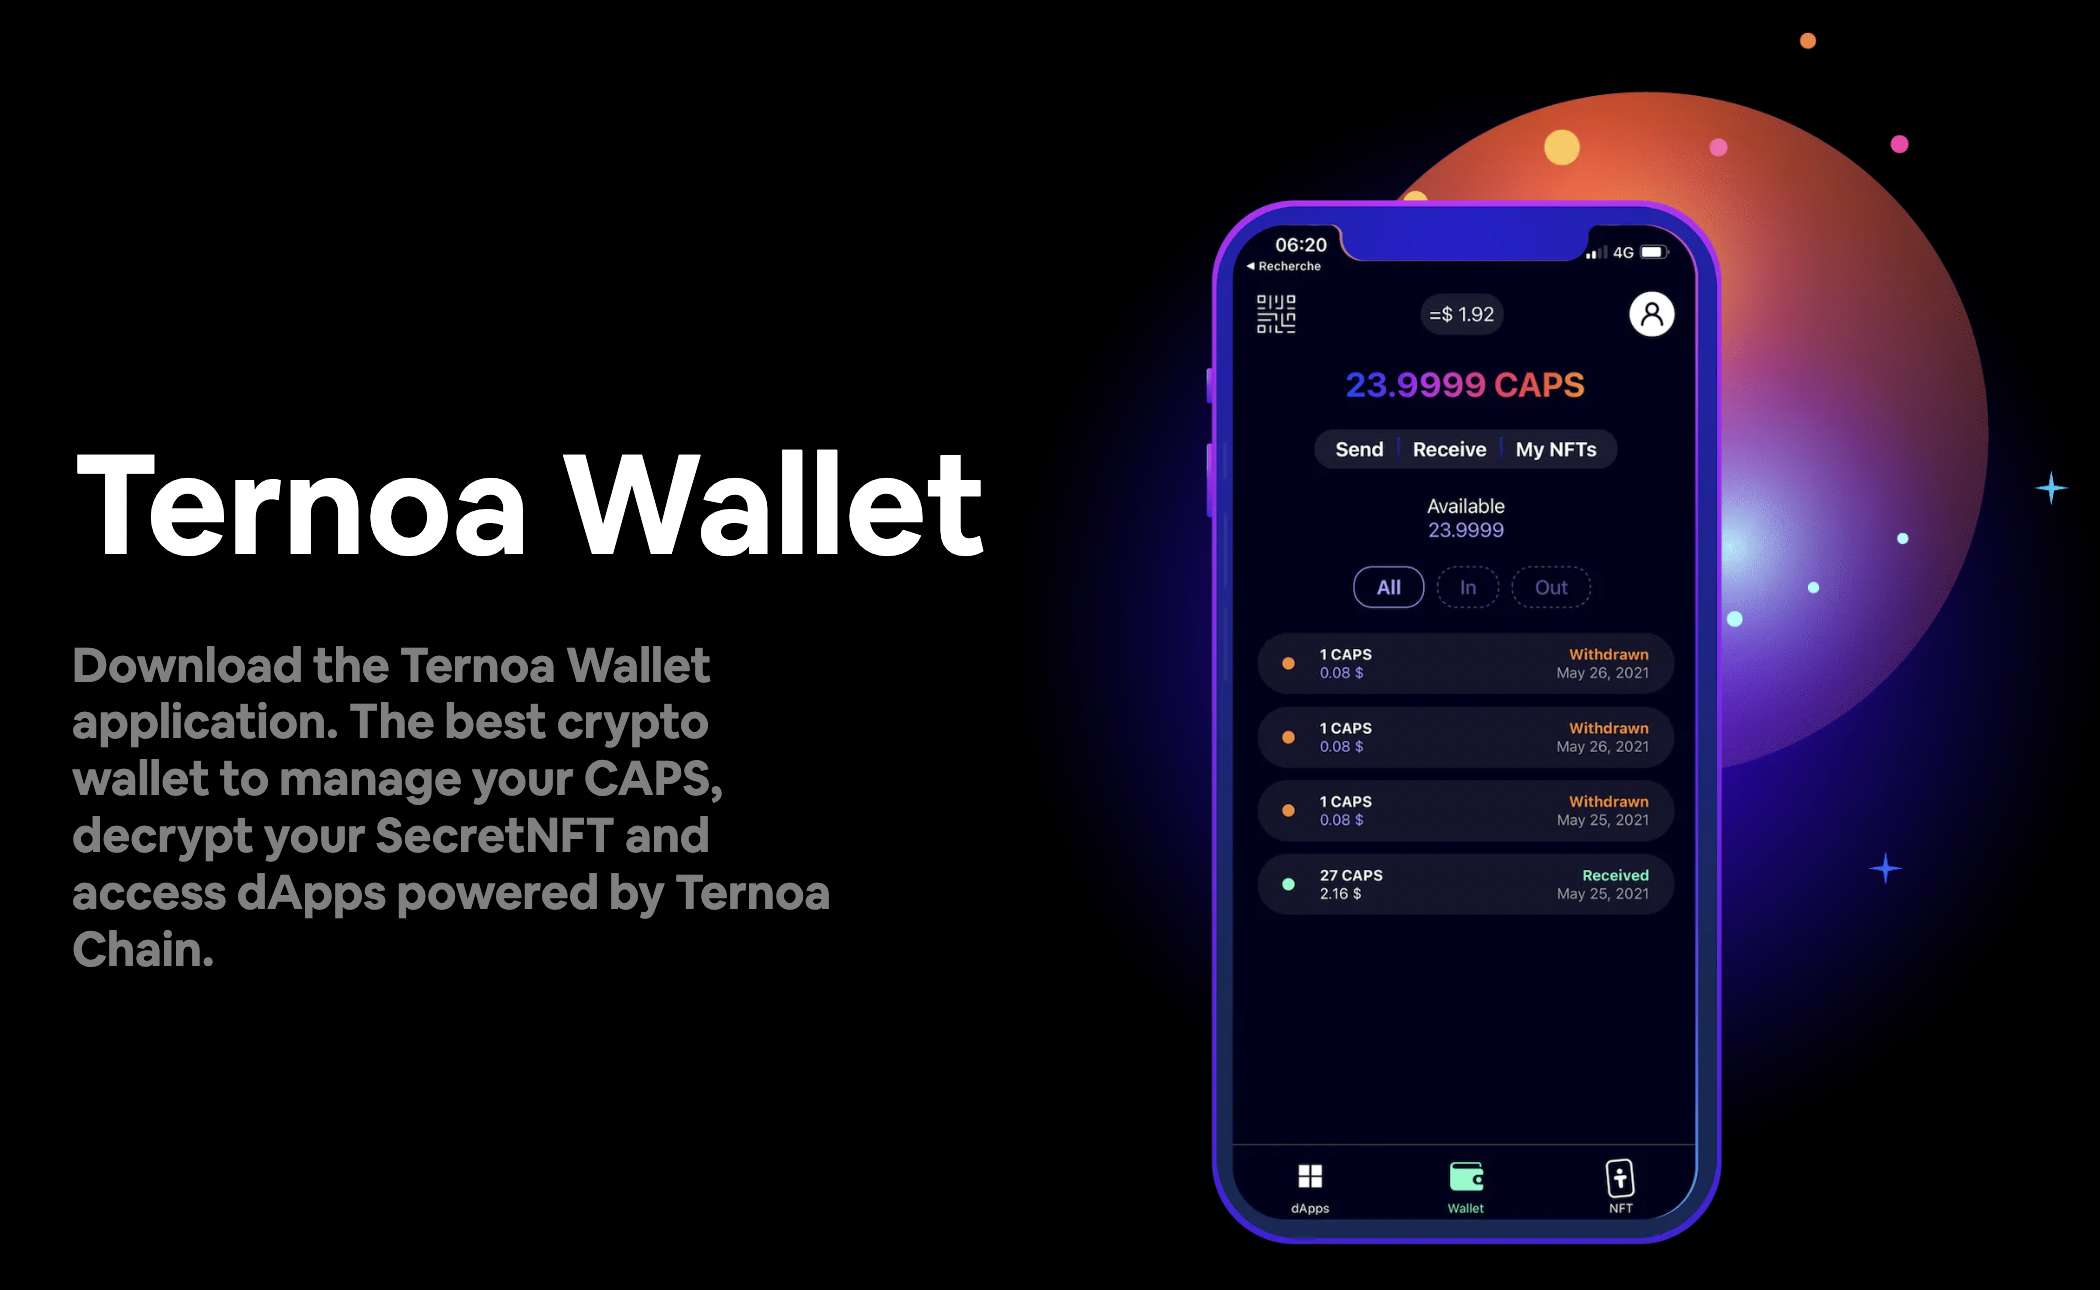 Ternoa Wallet
Download the Ternoa Wallet
application. The best crypto
wallet to manage your CAPS,
decrypt your SecretNFT and
access dApps powered by Ternoa
Chain.
06:20
4G
◀ Recherche
=$ 1.92
23.9999 CAPS
Send Receive My NFTs
Available
23.9999
All In Out
1 CAPS Withdrawn
0.08 $ May 26, 2021
1 CAPS Withdrawn
0.08 $ May 26, 2021
1 CAPS Withdrawn
0.08 $ May 25, 2021
27 CAPS Received
2.16 $ May 25, 2021
dApps Wallet NFT